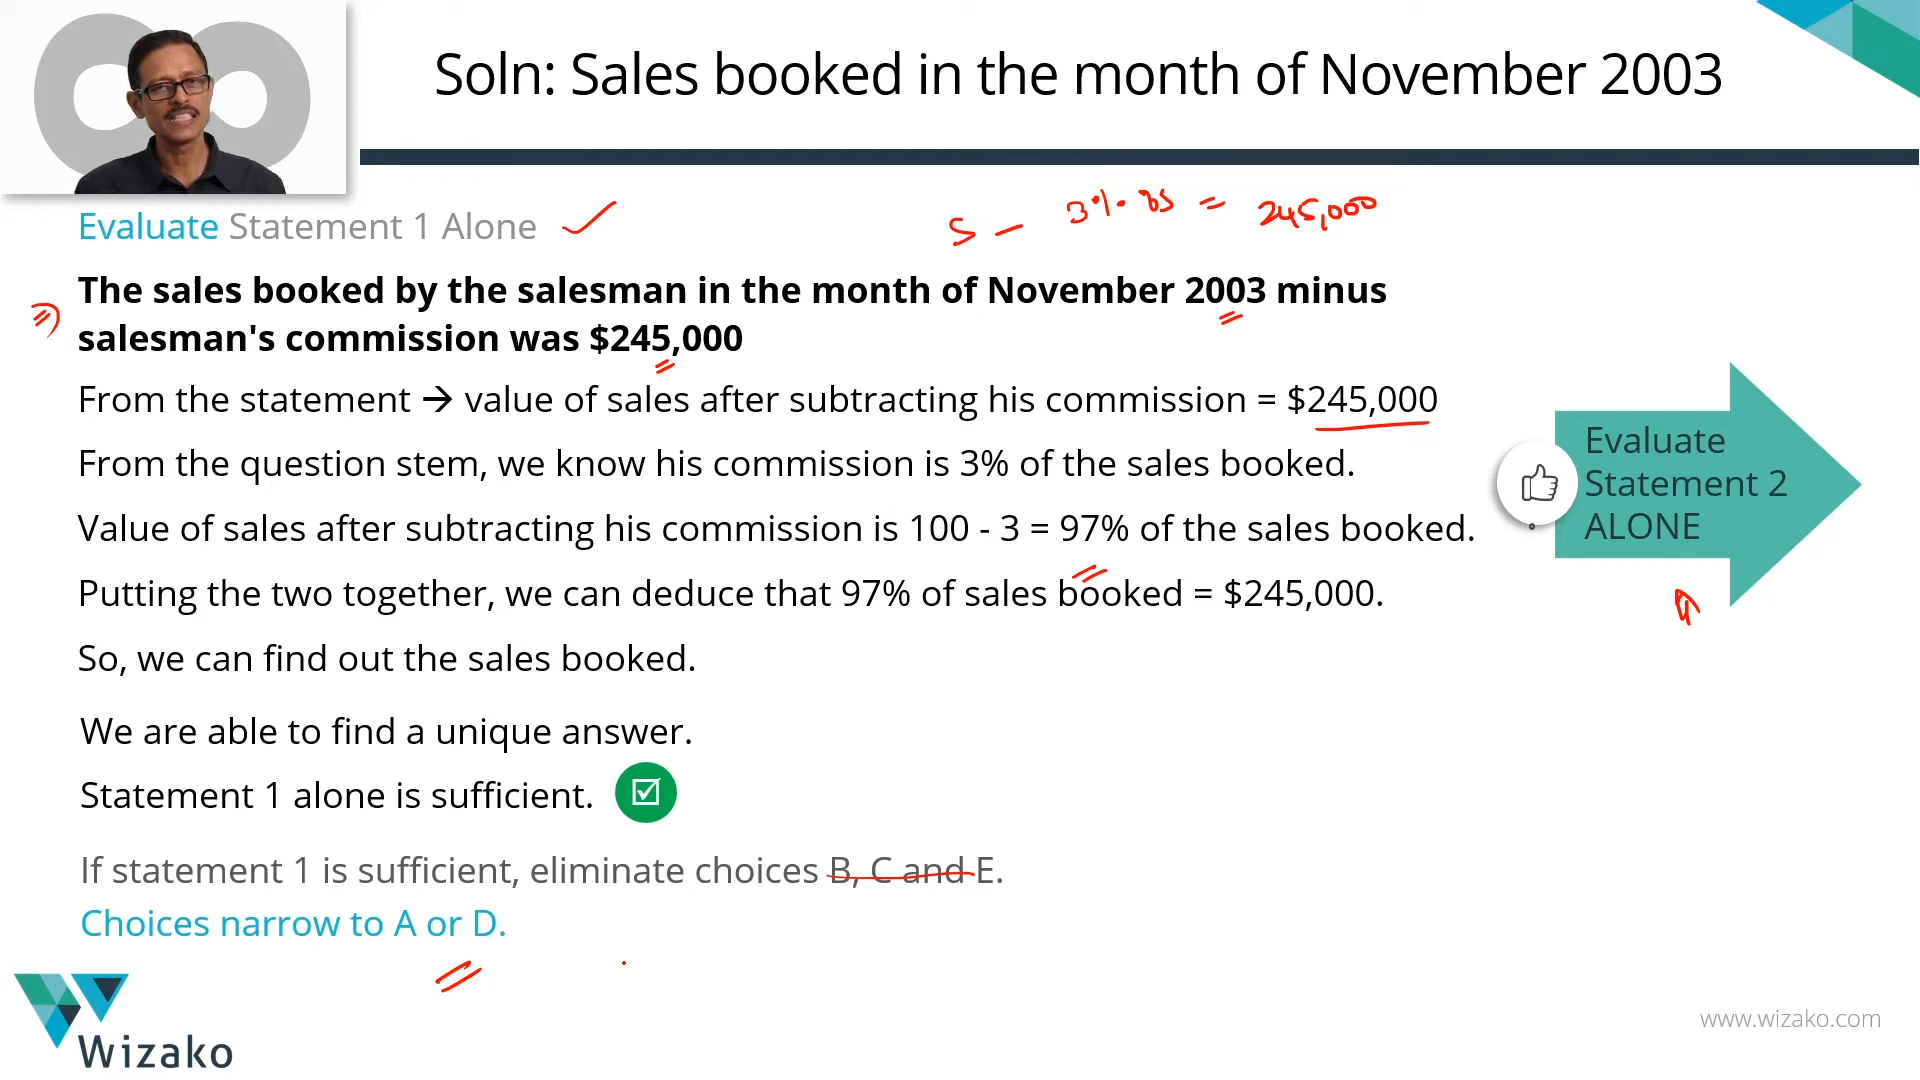 Soln: Sales booked in the month of November 2003
Evaluate Statement 1 Alone
S - 3% of S = 245,000
The sales booked by the salesman in the month of November 2003 minus
salesman's commission was $245,000
From the statement → value of sales after subtracting his commission = $245,000
From the question stem, we know his commission is 3% of the sales booked.
Value of sales after subtracting his commission is 100 - 3 = 97% of the sales booked.
Putting the two together, we can deduce that 97% of sales booked = $245,000.
So, we can find out the sales booked.
We are able to find a unique answer.
Statement 1 alone is sufficient.
If statement 1 is sufficient, eliminate choices B, C and E.
Choices narrow to A or D.
Evaluate
Statement 2
ALONE
Wizako
www.wizako.com